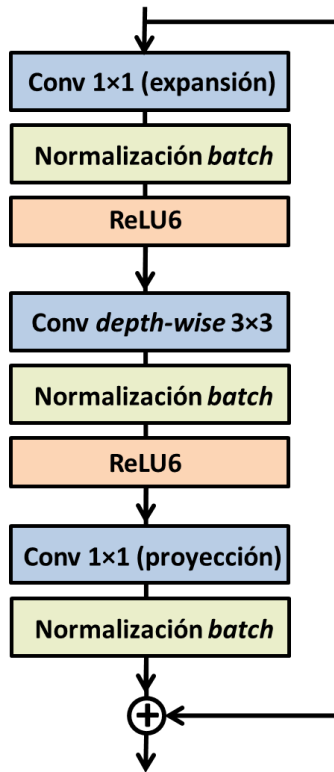 Conv 1×1 (expansión)
Normalización batch
ReLU6
Conv depth-wise 3×3
Normalización batch
ReLU6
Conv 1×1 (proyección)
Normalización batch
+